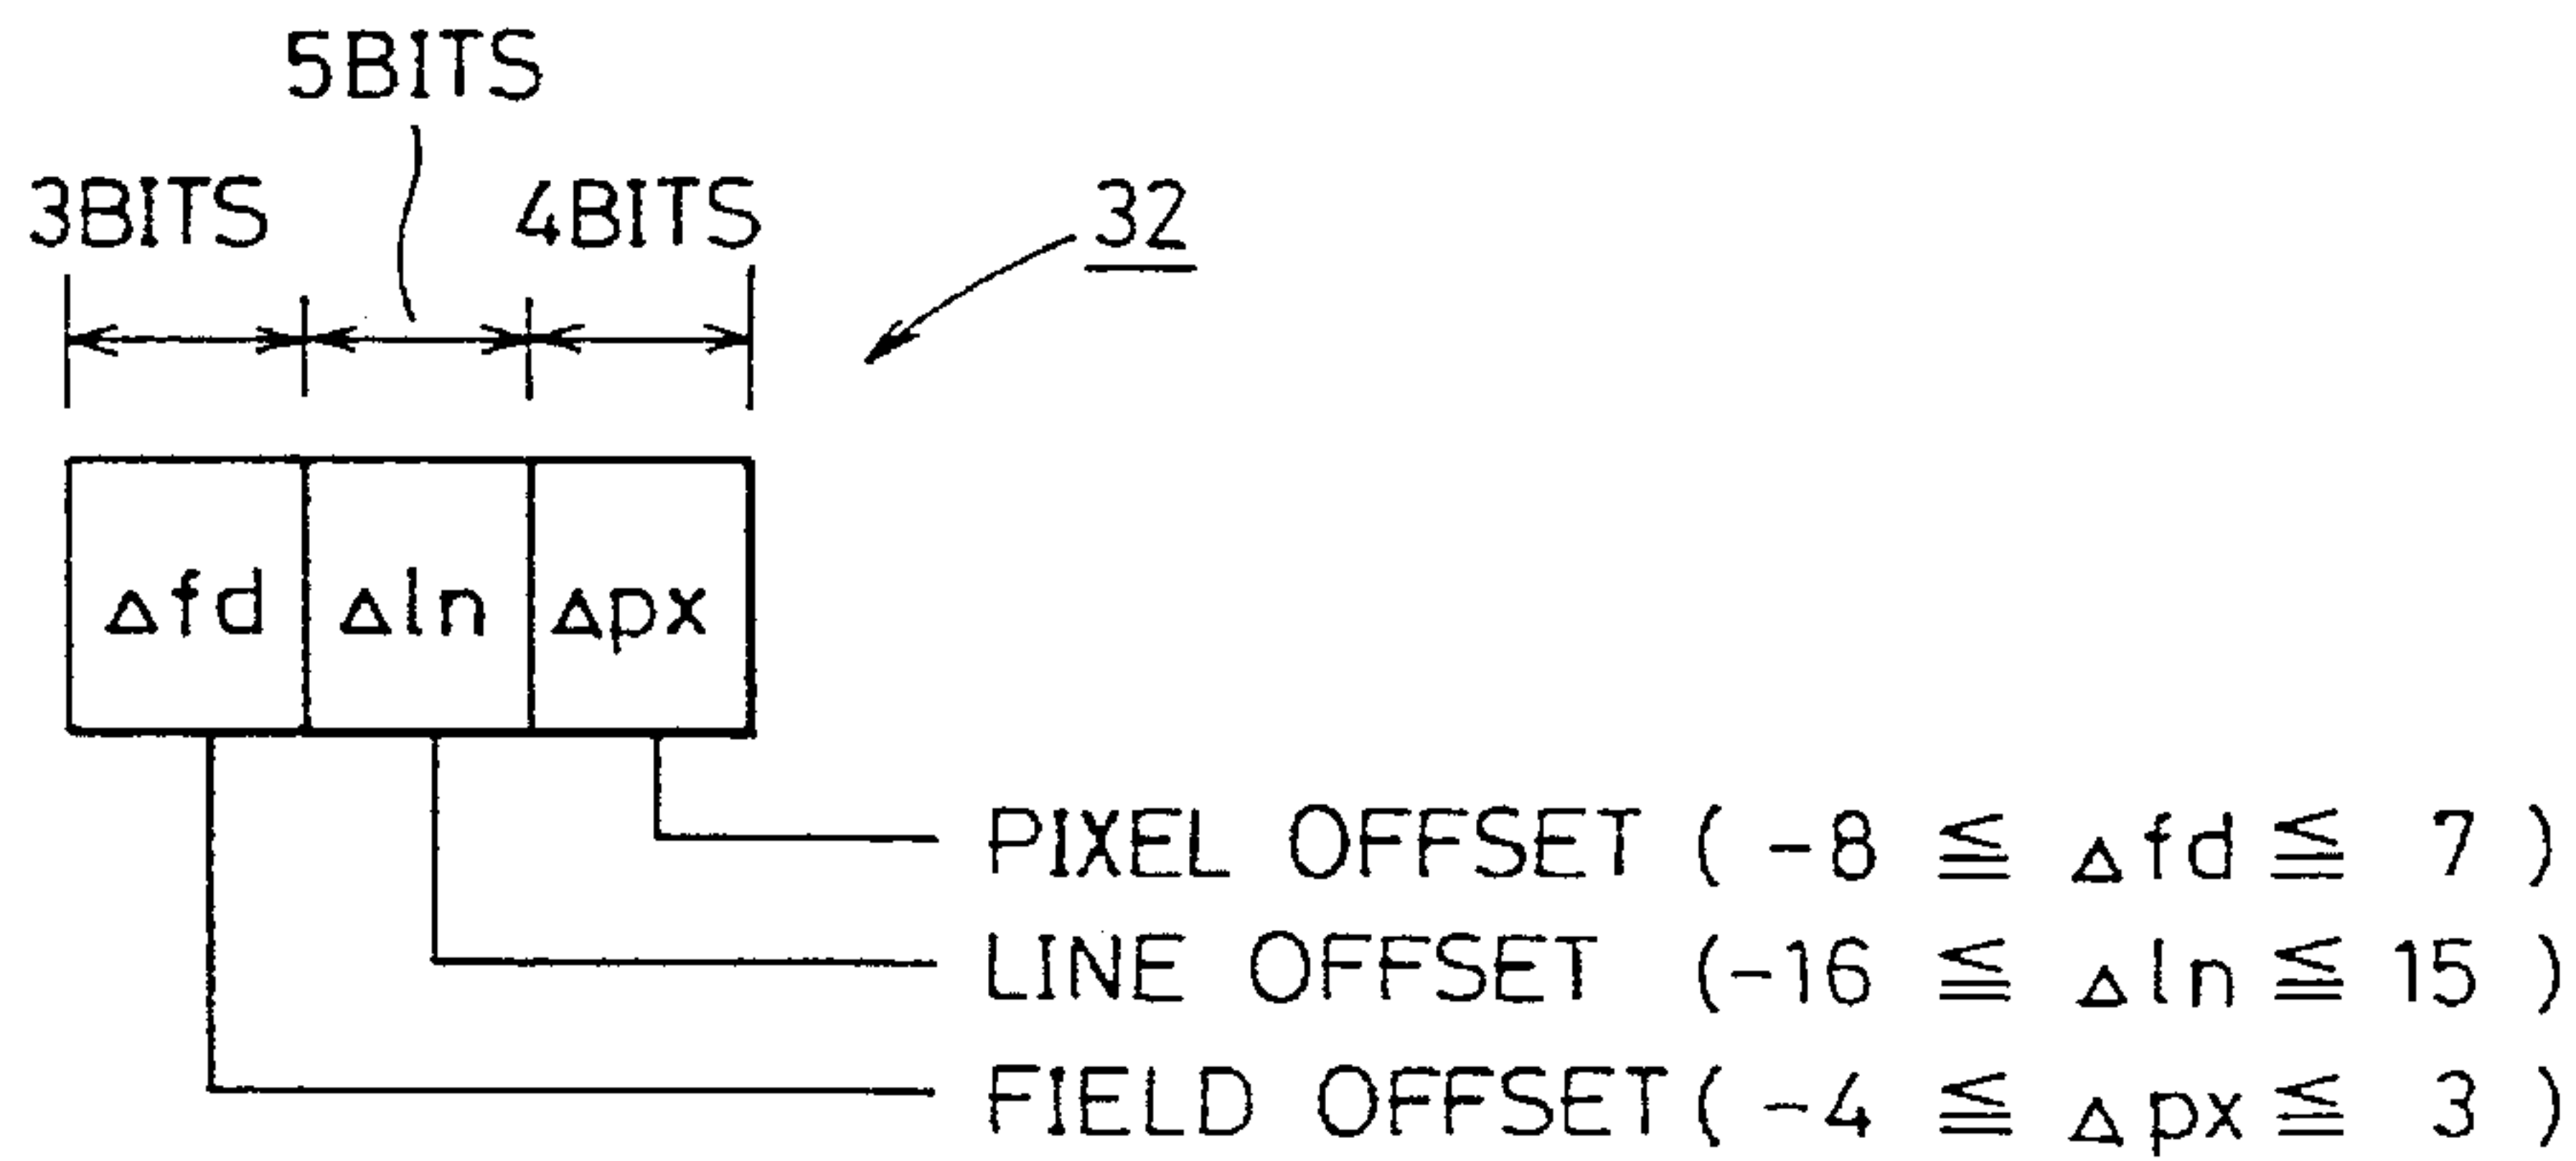 5BITS
3BITS 4BITS 32
Δfd Δln Δpx
PIXEL OFFSET ( -8 ≦ Δfd ≦ 7 )
LINE OFFSET (-16 ≦ Δln ≦ 15 )
FIELD OFFSET ( -4 ≦ Δpx ≦ 3 )